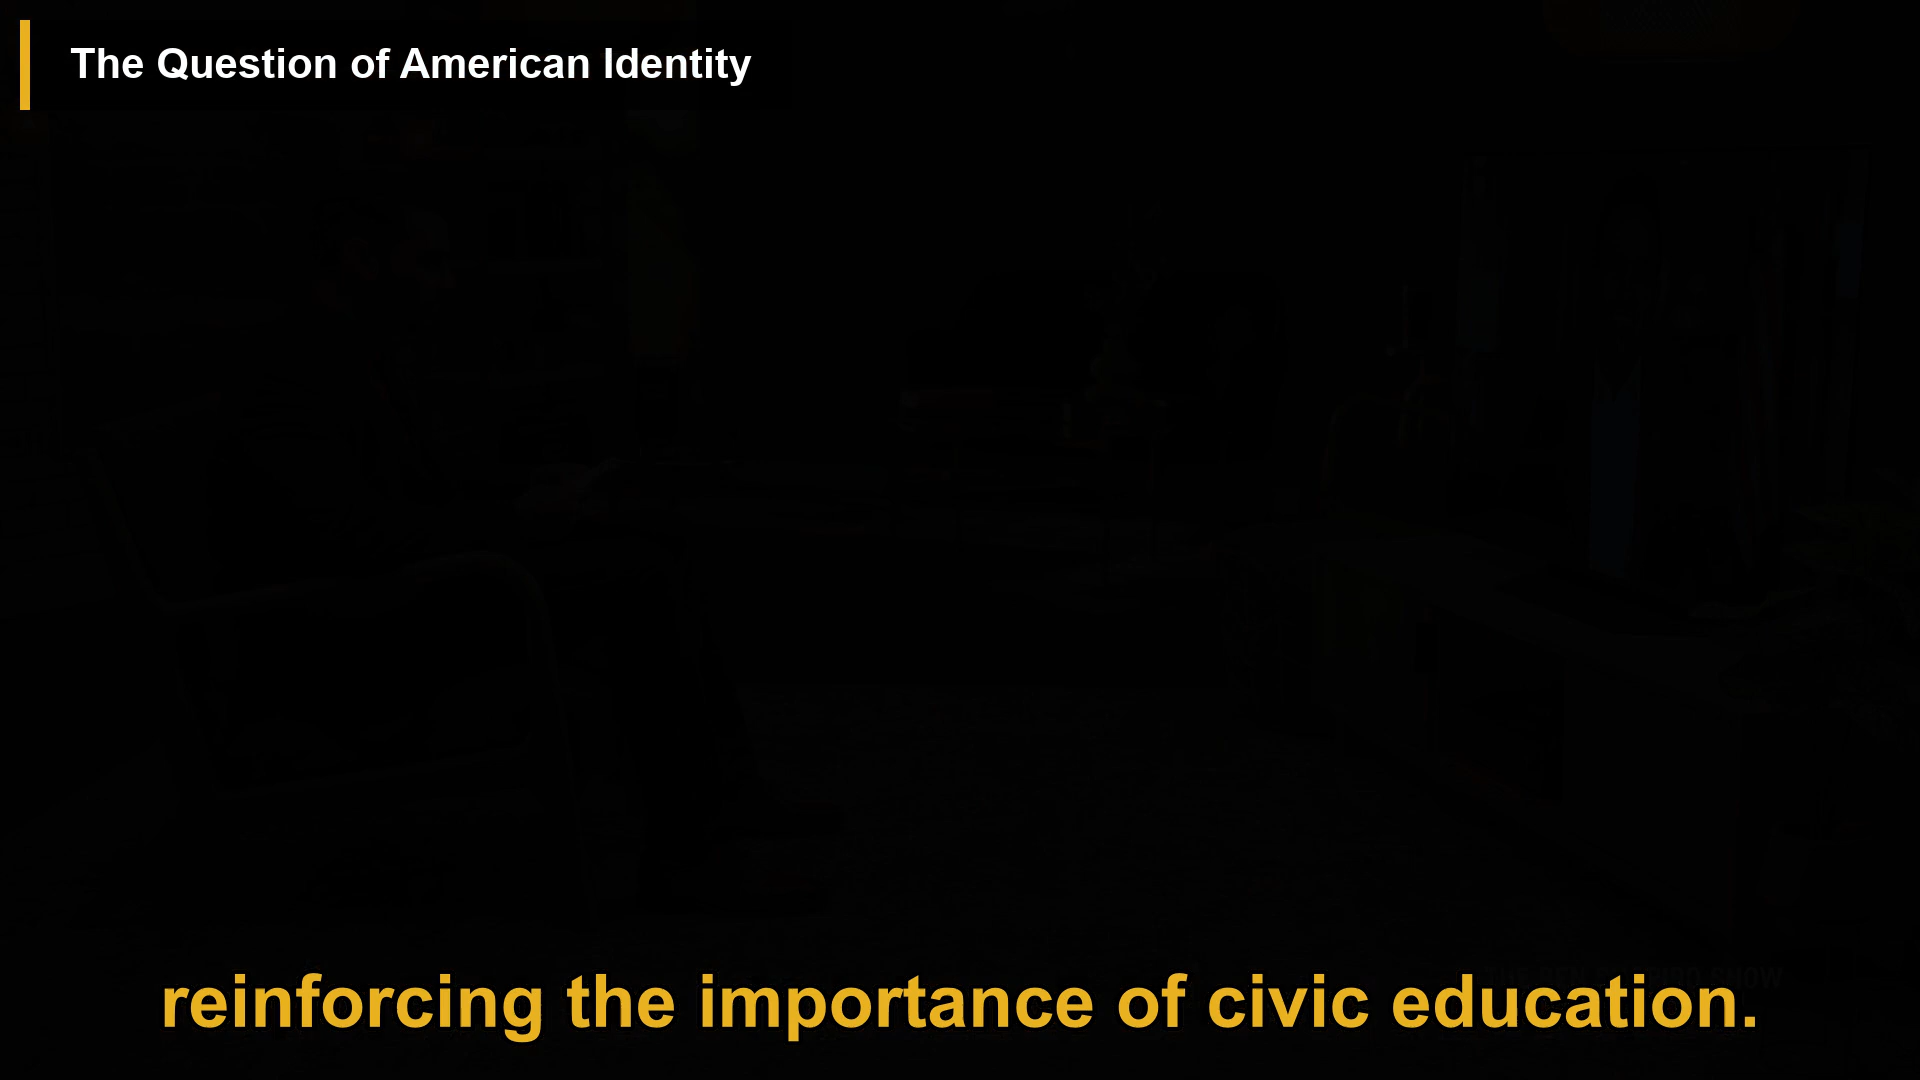 The Question of American Identity
reinforcing the importance of civic education.